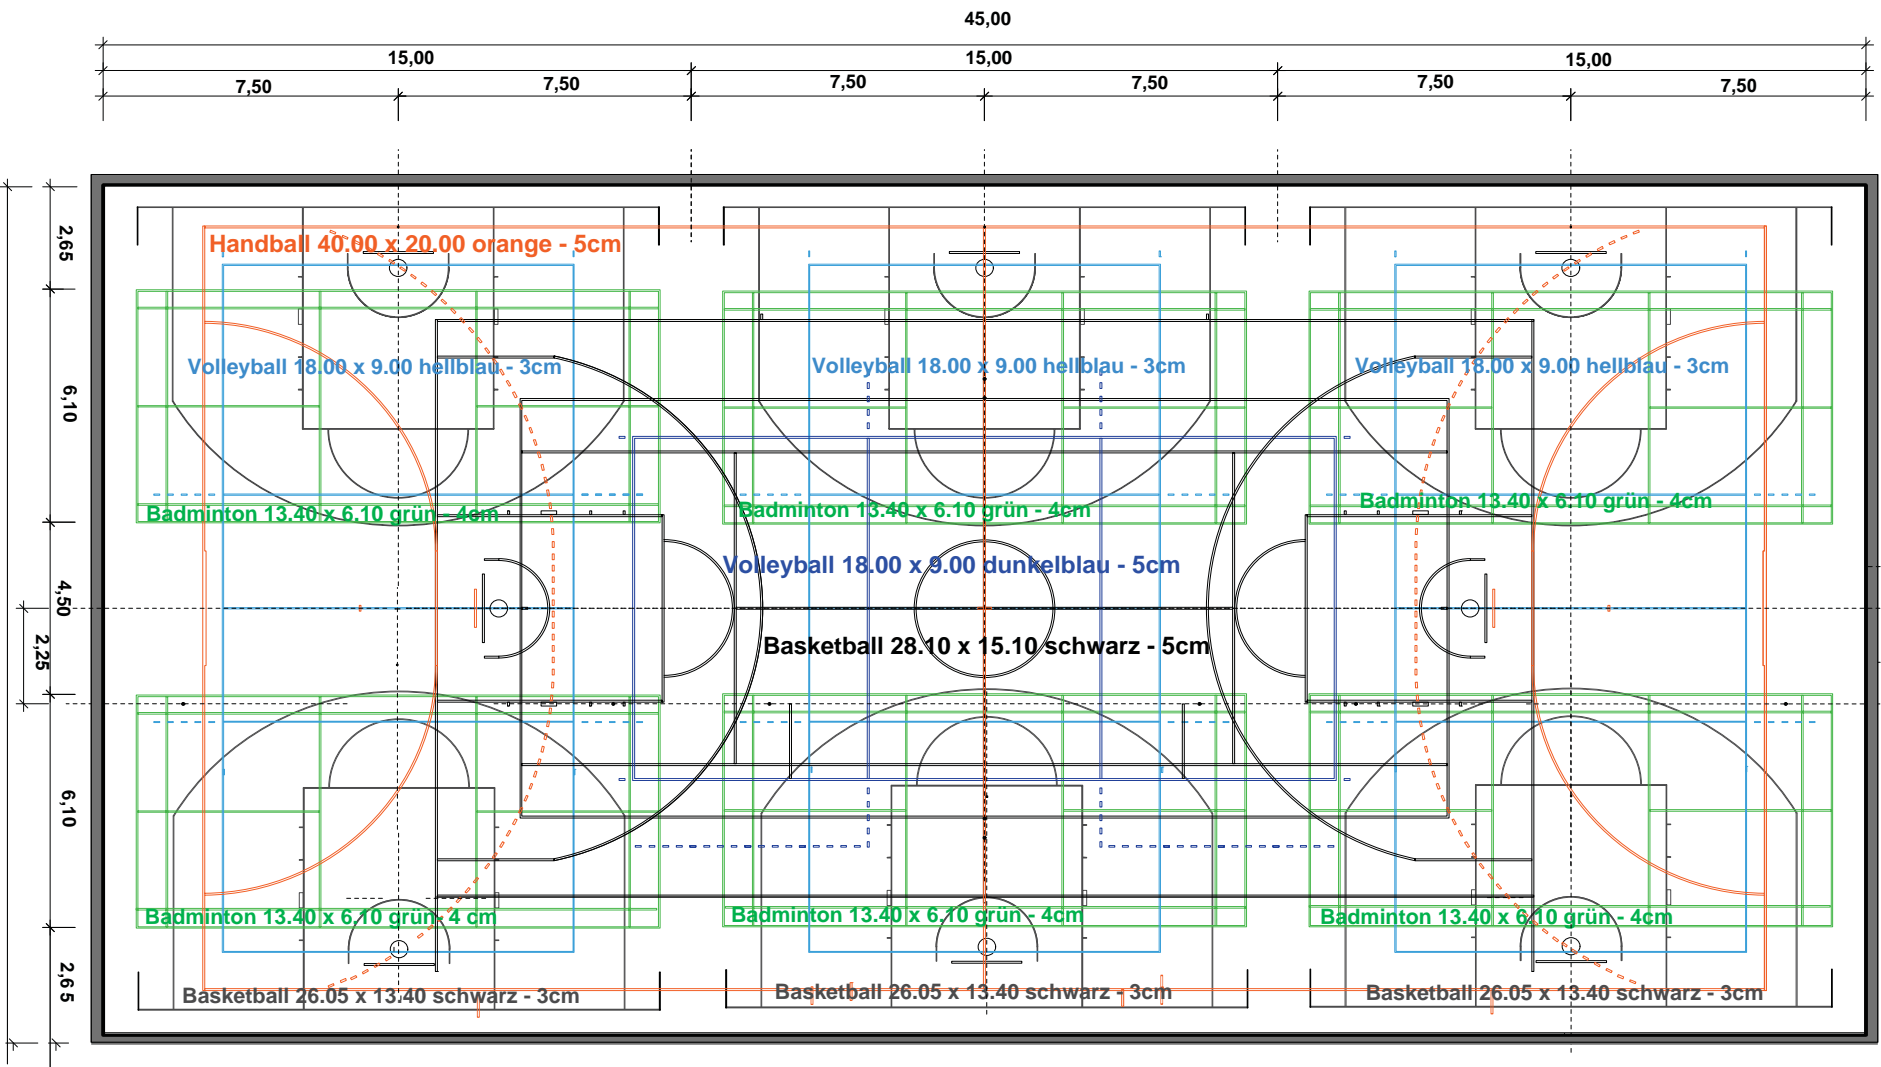 45,00
15,00
15,00
15,00
7,50
7,50
7,50
7,50
7,50
7,50
2,65
6,10
4,50
2,25
6,10
2,65
Handball 40.00 x 20.00 orange - 5cm
Volleyball 18.00 x 9.00 hellblau - 3cm
Volleyball 18.00 x 9.00 hellblau - 3cm
Volleyball 18.00 x 9.00 hellblau - 3cm
Badminton 13.40 x 6.10 grün - 4cm
Badminton 13.40 x 6.10 grün - 4cm
Badminton 13.40 x 6.10 grün - 4cm
Volleyball 18.00 x 9.00 dunkelblau - 5cm
Basketball 28.10 x 15.10 schwarz - 5cm
Badminton 13.40 x 6.10 grün- 4 cm
Badminton 13.40 x 6.10 grün - 4cm
Badminton 13.40 x 6.10 grün - 4cm
Basketball 26.05 x 13.40 schwarz - 3cm
Basketball 26.05 x 13.40 schwarz - 3cm
Basketball 26.05 x 13.40 schwarz - 3cm